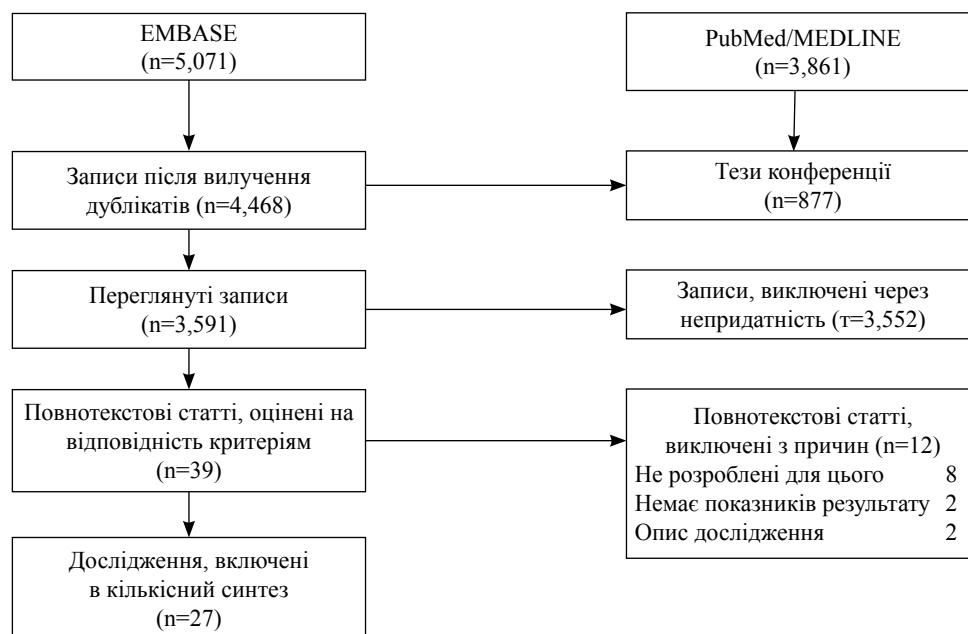 EMBASE
(n=5,071)
PubMed/MEDLINE
(n=3,861)
Записи після вилучення
дублікатів (n=4,468)
Тези конференції
(n=877)
Переглянуті записи
(n=3,591)
Записи, виключені через
непридатність (т=3,552)
Повнотекстові статті, оцінені на
відповідність критеріям
(n=39)
Повнотекстові статті,
виключені з причин (n=12)
Не розроблені для цього 8
Немає показників результату 2
Опис дослідження 2
Дослідження, включені
в кількісний синтез
(n=27)